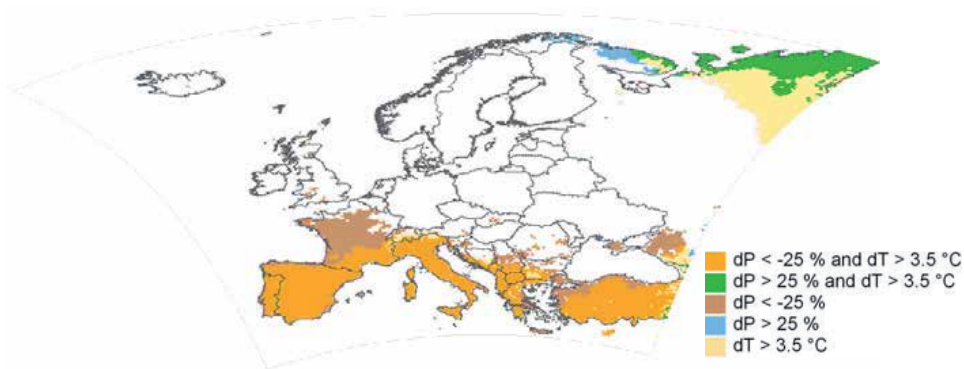 dP < -25 % and dT > 3.5 °C
dP > 25 % and dT > 3.5 °C
dP < -25 %
dP > 25 %
dT > 3.5 °C